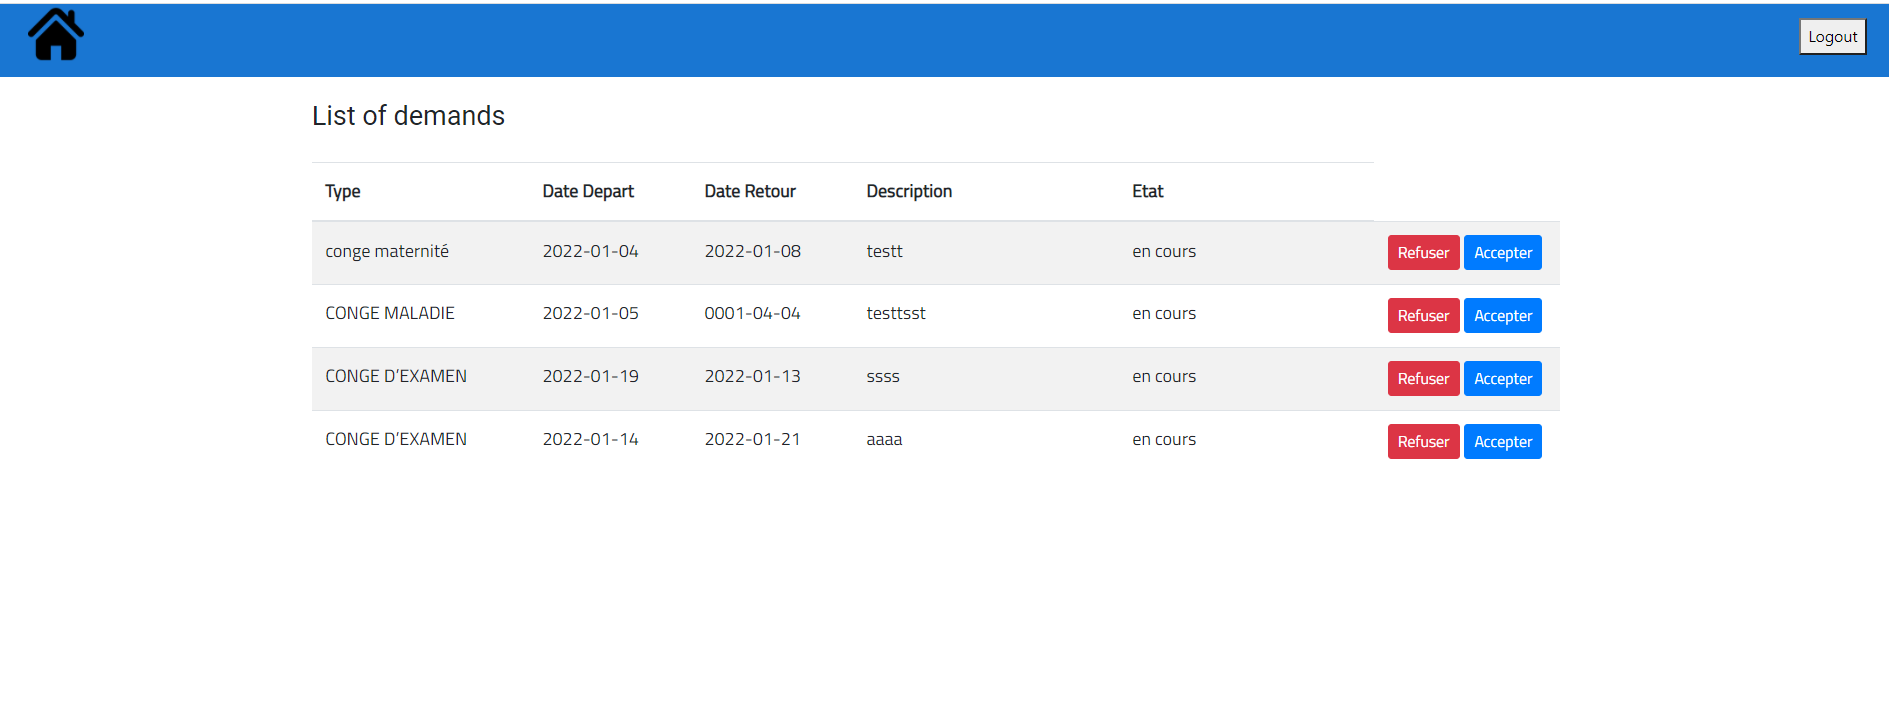 Logout
List of demands
Type Date Depart Date Retour Description Etat
conge maternité 2022-01-04 2022-01-08 testt en cours Refuser Accepter
CONGE MALADIE 2022-01-05 0001-04-04 testtsst en cours Refuser Accepter
CONGE D'EXAMEN 2022-01-19 2022-01-13 ssss en cours Refuser Accepter
CONGE D'EXAMEN 2022-01-14 2022-01-21 aaaa en cours Refuser Accepter